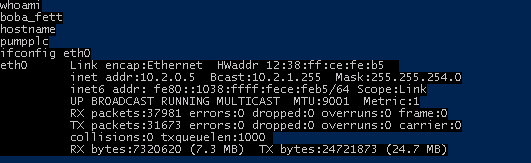 whoami
boba_fett
hostname
pumpplc
ifconfig eth0
eth0 Link encap:Ethernet HWaddr 12:38:ff:ce:fe:b5
inet addr:10.2.0.5 Bcast:10.2.1.255 Mask:255.255.254.0
inet6 addr: fe80::1038:ffff:fece:feb5/64 Scope:Link
UP BROADCAST RUNNING MULTICAST MTU:9001 Metric:1
RX packets:37981 errors:0 dropped:0 overruns:0 frame:0
TX packets:31673 errors:0 dropped:0 overruns:0 carrier:0
collisions:0 txqueuelen:1000
RX bytes:7320620 (7.3 MB) TX bytes:24721873 (24.7 MB)